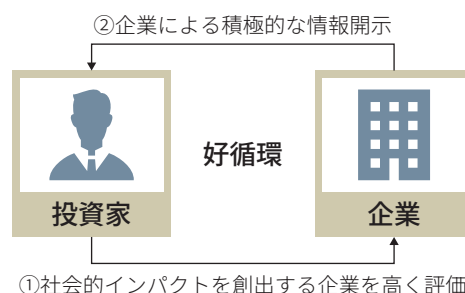 ②企業による積極的な情報開示
好循環
投資家
企業
①社会的インパクトを創出する企業を高く評価